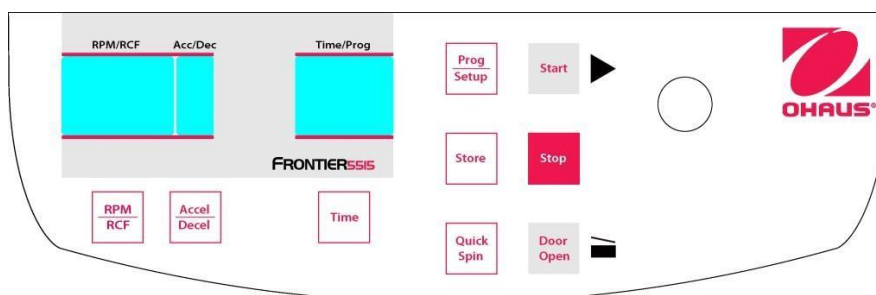 RPM/RCF Acc/Dec Time/Prog
FRONTIER5515
RPM
RCF
Accel
Decel
Time
Prog
Setup
Start
Store
Stop
Quick
Spin
Door
Open
OHAUS®